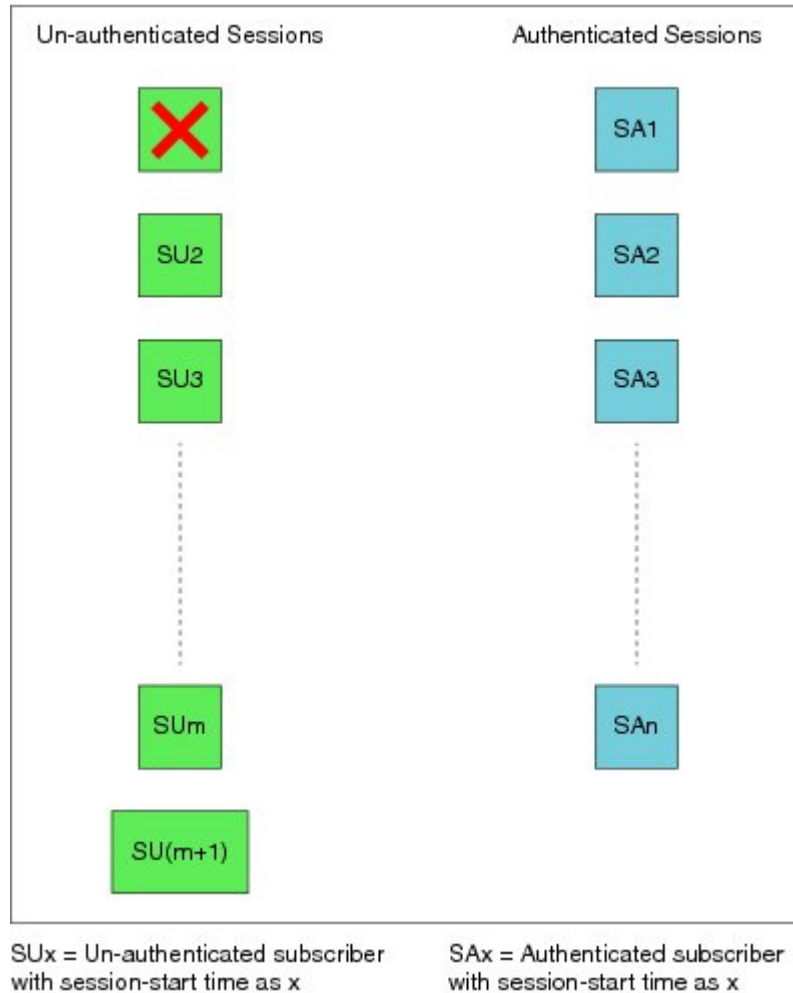 Un-authenticated Sessions
Authenticated Sessions
SA1
SU2
SA2
SU3
SA3
SUm
SAn
SU(m+1)
SUx = Un-authenticated subscriber
with session-start time as x
SAx = Authenticated subscriber
with session-start time as x